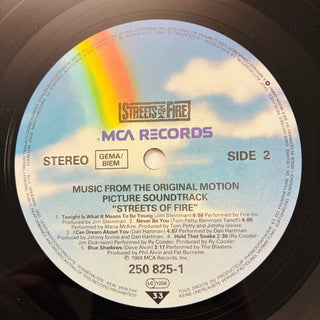 STREETS OF FIRE
MCA RECORDS
STEREO GEMA/ BIEM SIDE 2
MUSIC FROM THE ORIGINAL MOTION
PICTURE SOUNDTRACK
"STREETS OF FIRE"
1. Tonight Is What It Means To Be Young (Jim Steinman) 6:58 Performed by Fire Inc.
Produced by Jim Steinman. 2. Never Be You (Tom Petty-Benmont Tench) 4:06
Performed by Maria McKee. Produced by Tom Petty and Jimmy Iovine.
3. I Can Dream About You (Dan Hartman) 4:07 Performed by Dan Hartman.
Produced by Jimmy Iovine and Dan Hartman. 4. Hold That Snake 2:36 (Ry Cooder-
Jim Dickinson) Performed by Ry Cooder. Produced by Ry Cooder.
5. Blue Shadows (Dave Alvin) 3:17 Performed by The Blasters.
Produced by Phil Alvin and Pat Burnette.
℗ 1984 MCA Records, Inc.
250 825-1
LC 1056
33